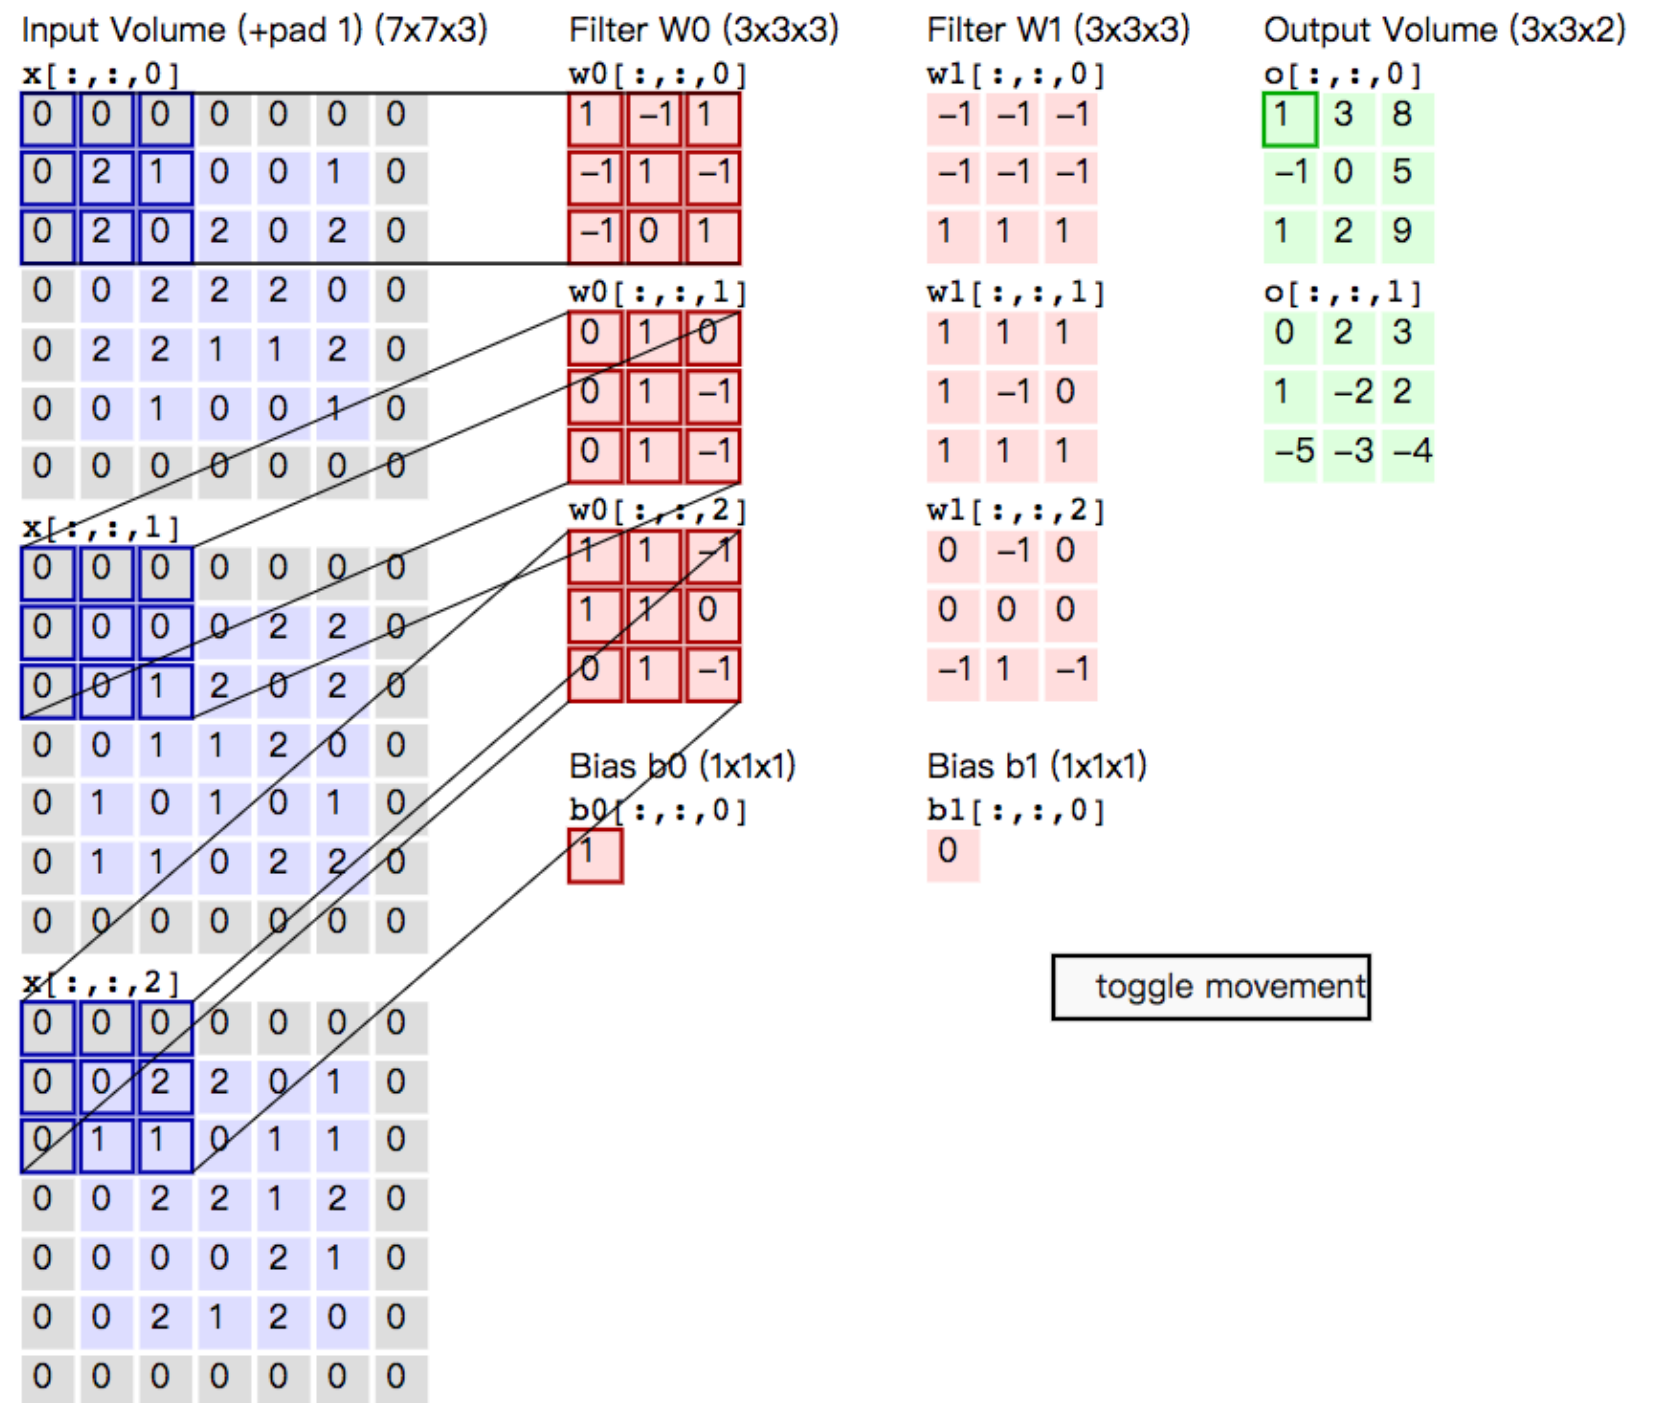 Input Volume (+pad 1) (7x7x3)
x[:,:,0]
0 0 0 0 0 0 0
0 2 1 0 0 1 0
0 2 0 2 0 2 0
0 0 2 2 2 0 0
0 2 2 1 1 2 0
0 0 1 0 0 1 0
0 0 0 0 0 0 0
x[:,:,1]
0 0 0 0 0 0 0
0 0 0 0 2 2 0
0 0 1 2 0 2 0
0 0 1 1 2 0 0
0 1 0 1 0 1 0
0 1 1 0 2 2 0
0 0 0 0 0 0 0
x[:,:,2]
0 0 0 0 0 0 0
0 0 2 2 0 1 0
0 1 1 0 1 1 0
0 0 2 2 1 2 0
0 0 0 0 2 1 0
0 0 2 1 2 0 0
0 0 0 0 0 0 0
Filter W0 (3x3x3)
w0[:,:,0]
1 –1 1
–1 1 –1
–1 0 1
w0[:,:,1]
0 1 0
0 1 –1
0 1 –1
w0[:,:,2]
1 1 –1
1 1 0
0 1 –1
Bias b0 (1x1x1)
b0[:,:,0]
1
Filter W1 (3x3x3)
w1[:,:,0]
–1 –1 –1
–1 –1 –1
1 1 1
w1[:,:,1]
1 1 1
1 –1 0
1 1 1
w1[:,:,2]
0 –1 0
0 0 0
–1 1 –1
Bias b1 (1x1x1)
b1[:,:,0]
0
Output Volume (3x3x2)
o[:,:,0]
1 3 8
–1 0 5
1 2 9
o[:,:,1]
0 2 3
1 –2 2
–5 –3 –4
toggle movement